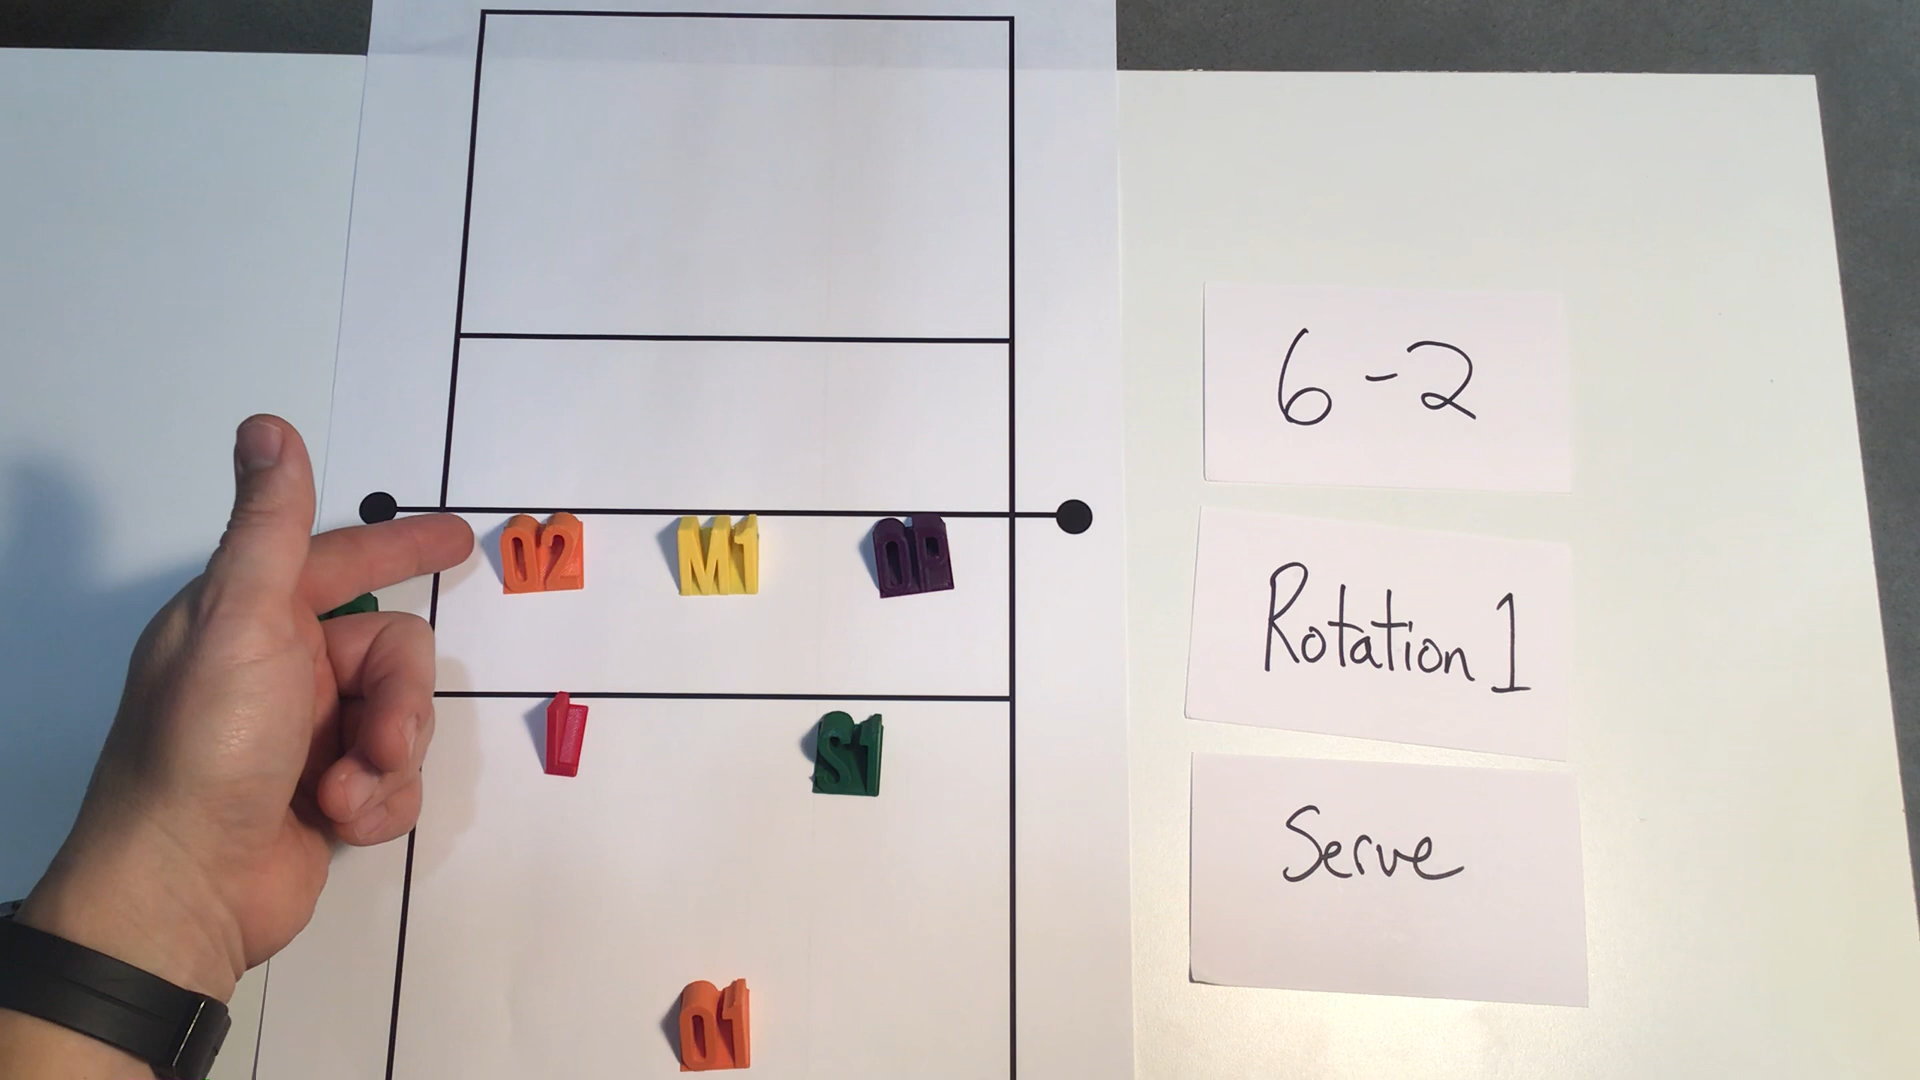 6-2
O2 M1 OP
Rotation 1
L S1
Serve
O1